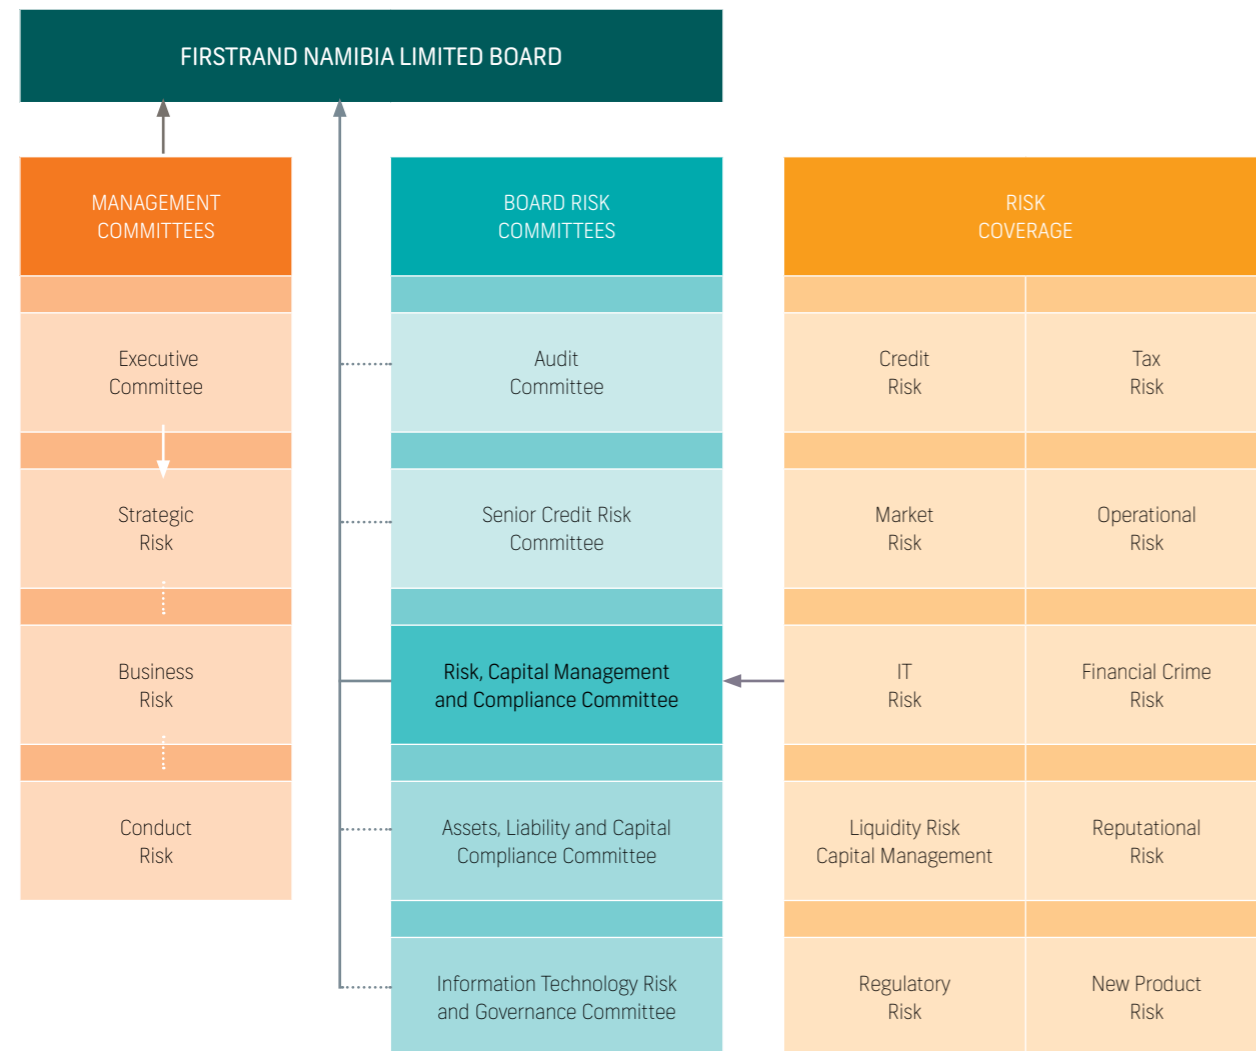 FIRSTRAND NAMIBIA LIMITED BOARD
MANAGEMENT
COMMITTEES
Executive
Committee
Strategic
Risk
Business
Risk
Conduct
Risk
BOARD RISK
COMMITTEES
Audit
Committee
Senior Credit Risk
Committee
Risk, Capital Management
and Compliance Committee
Assets, Liability and Capital
Compliance Committee
Information Technology Risk
and Governance Committee
RISK
COVERAGE
Credit
Risk
Tax
Risk
Market
Risk
Operational
Risk
IT
Risk
Financial Crime
Risk
Liquidity Risk
Capital Management
Reputational
Risk
Regulatory
Risk
New Product
Risk